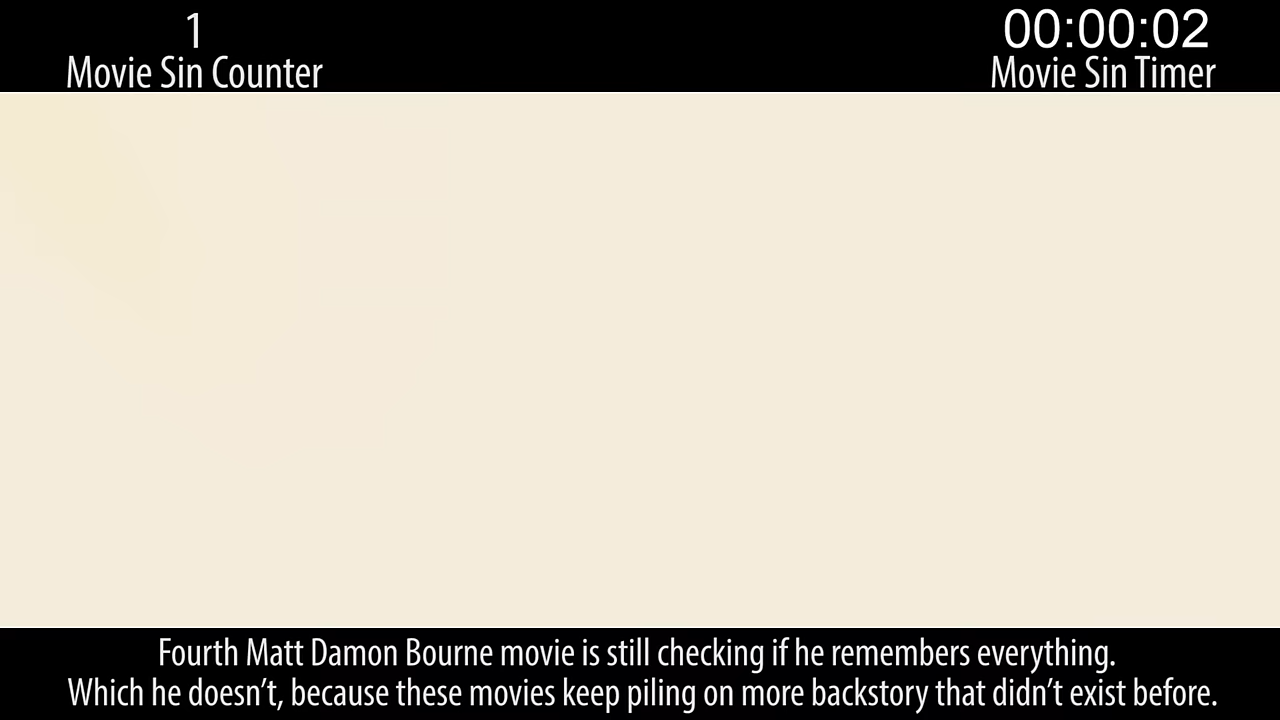 1
Movie Sin Counter
00:00:02
Movie Sin Timer
Fourth Matt Damon Bourne movie is still checking if he remembers everything.
Which he doesn’t, because these movies keep piling on more backstory that didn’t exist before.